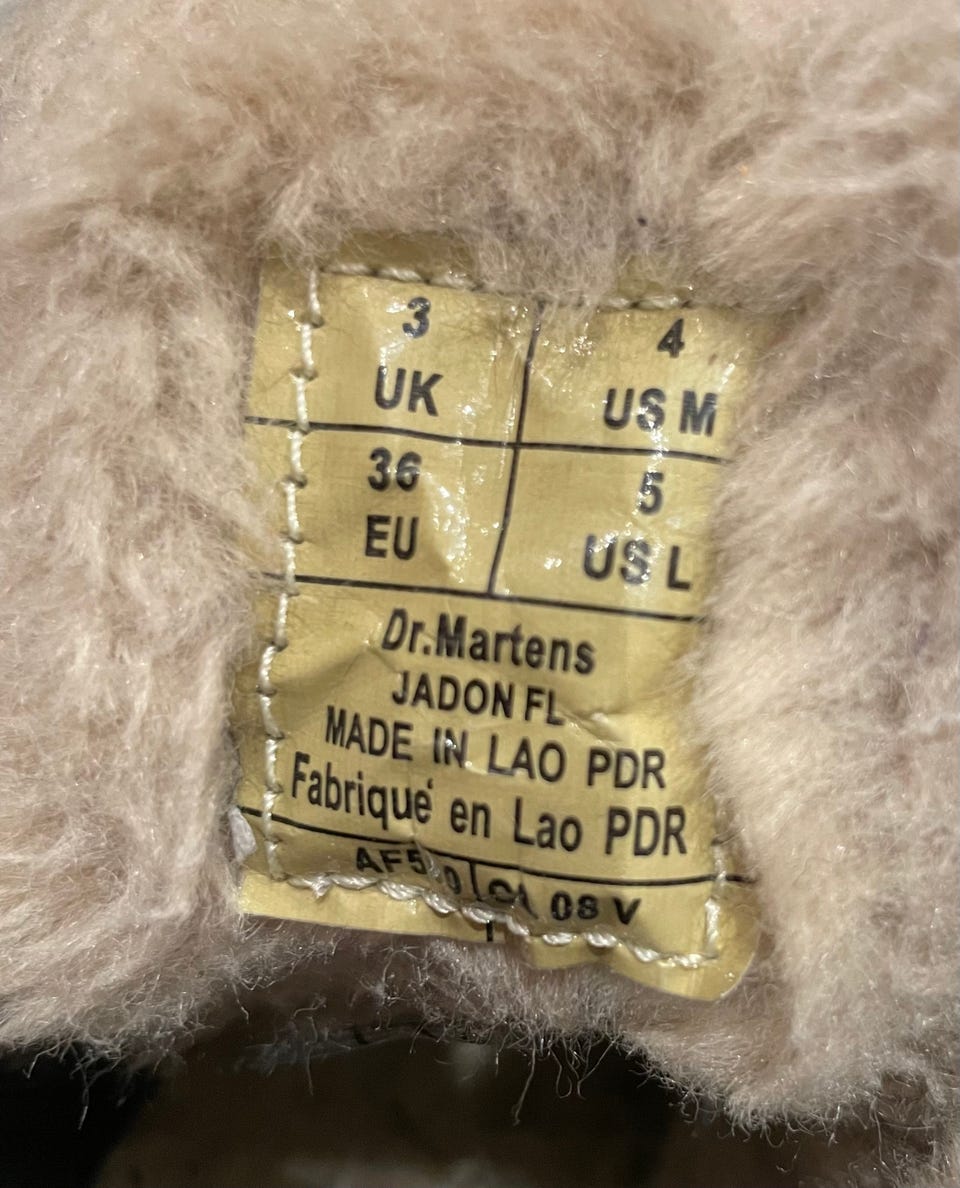 3 4
UK US M
36 5
EU US L
Dr.Martens
JADON FL
MADE IN LAO PDR
Fabriqué en Lao PDR
08 V